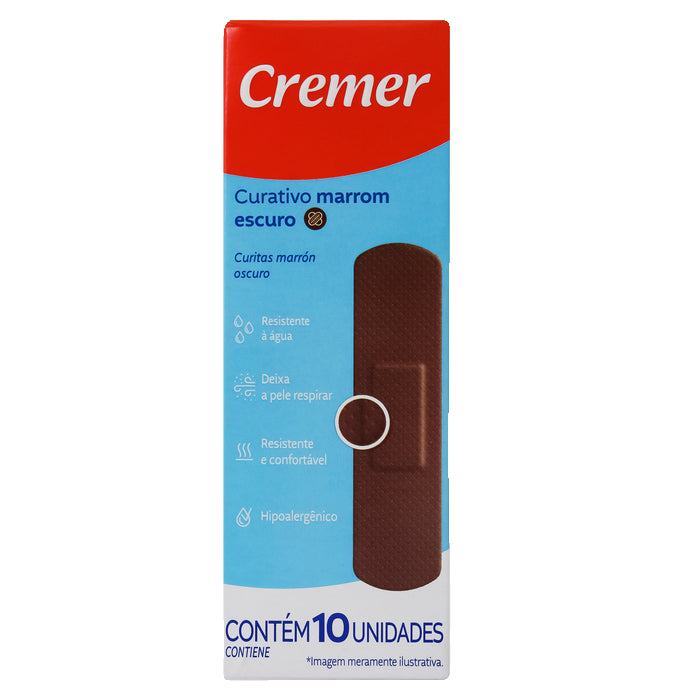 Cremer
Curativo marrom
escuro
Curitas marrón
oscuro
Resistente
à água
Deixa
a pele respirar
Resistente
e confortável
Hipoalergênico
CONTÉM 10 UNIDADES
CONTIENE
*Imagem meramente ilustrativa.